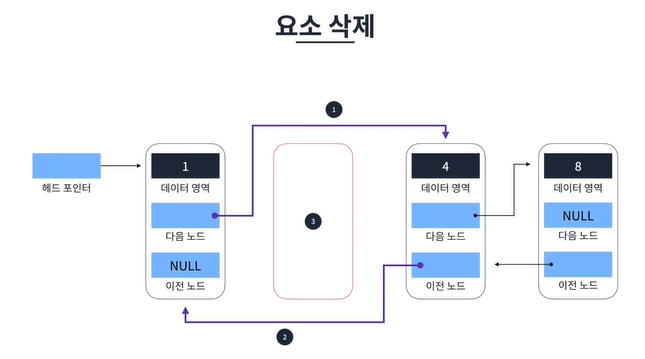 요소 삭제
1
헤드 포인터
1
데이터 영역
다음 노드
NULL
이전 노드
3
4
데이터 영역
다음 노드
이전 노드
8
데이터 영역
NULL
다음 노드
이전 노드
2